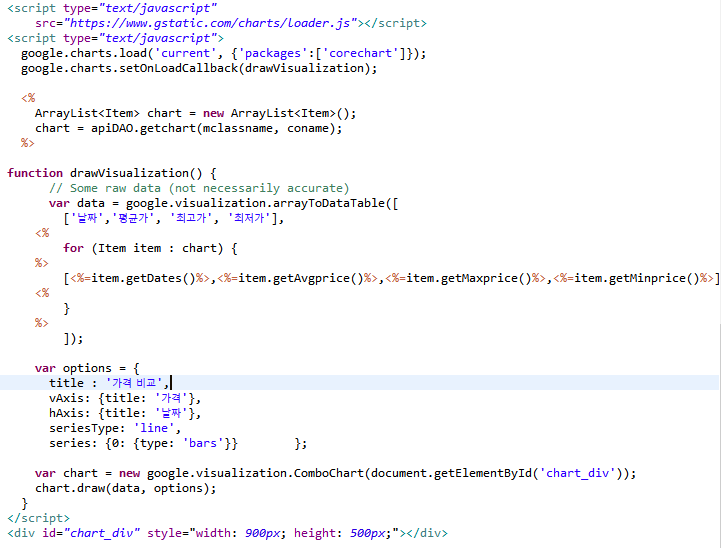 <script type="text/javascript"
src="https://www.gstatic.com/charts/loader.js"></script>
<script type="text/javascript">
google.charts.load('current', {'packages':['corechart']});
google.charts.setOnLoadCallback(drawVisualization);
<%
ArrayList<Item> chart = new ArrayList<Item>();
chart = apiDAO.getchart(mclassname, coname);
%>
function drawVisualization() {
// Some raw data (not necessarily accurate)
var data = google.visualization.arrayToDataTable([
['날짜','평균가', '최고가', '최저가'],
<%
for (Item item : chart) {
%>
[<%=item.getDates()%>,<%=item.getAvgprice()%>,<%=item.getMaxprice()%>,<%=item.getMinprice()%>]
<%
}
%>
]);
var options = {
title : '가격 비교',
vAxis: {title: '가격'},
hAxis: {title: '날짜'},
seriesType: 'line',
series: {0: {type: 'bars'}}        };
var chart = new google.visualization.ComboChart(document.getElementById('chart_div'));
chart.draw(data, options);
}
</script>
<div id="chart_div" style="width: 900px; height: 500px;"></div>